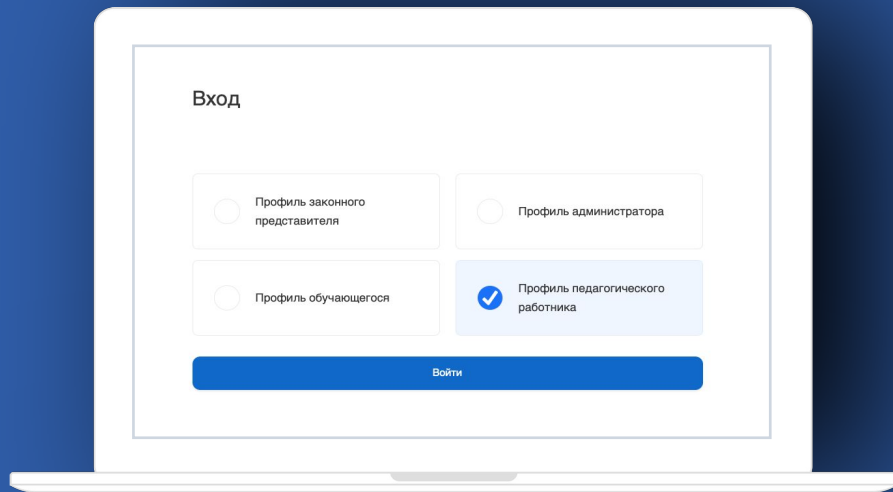 Вход
Профиль законного
представителя
Профиль администратора
Профиль обучающегося
Профиль педагогического
работника
Войти